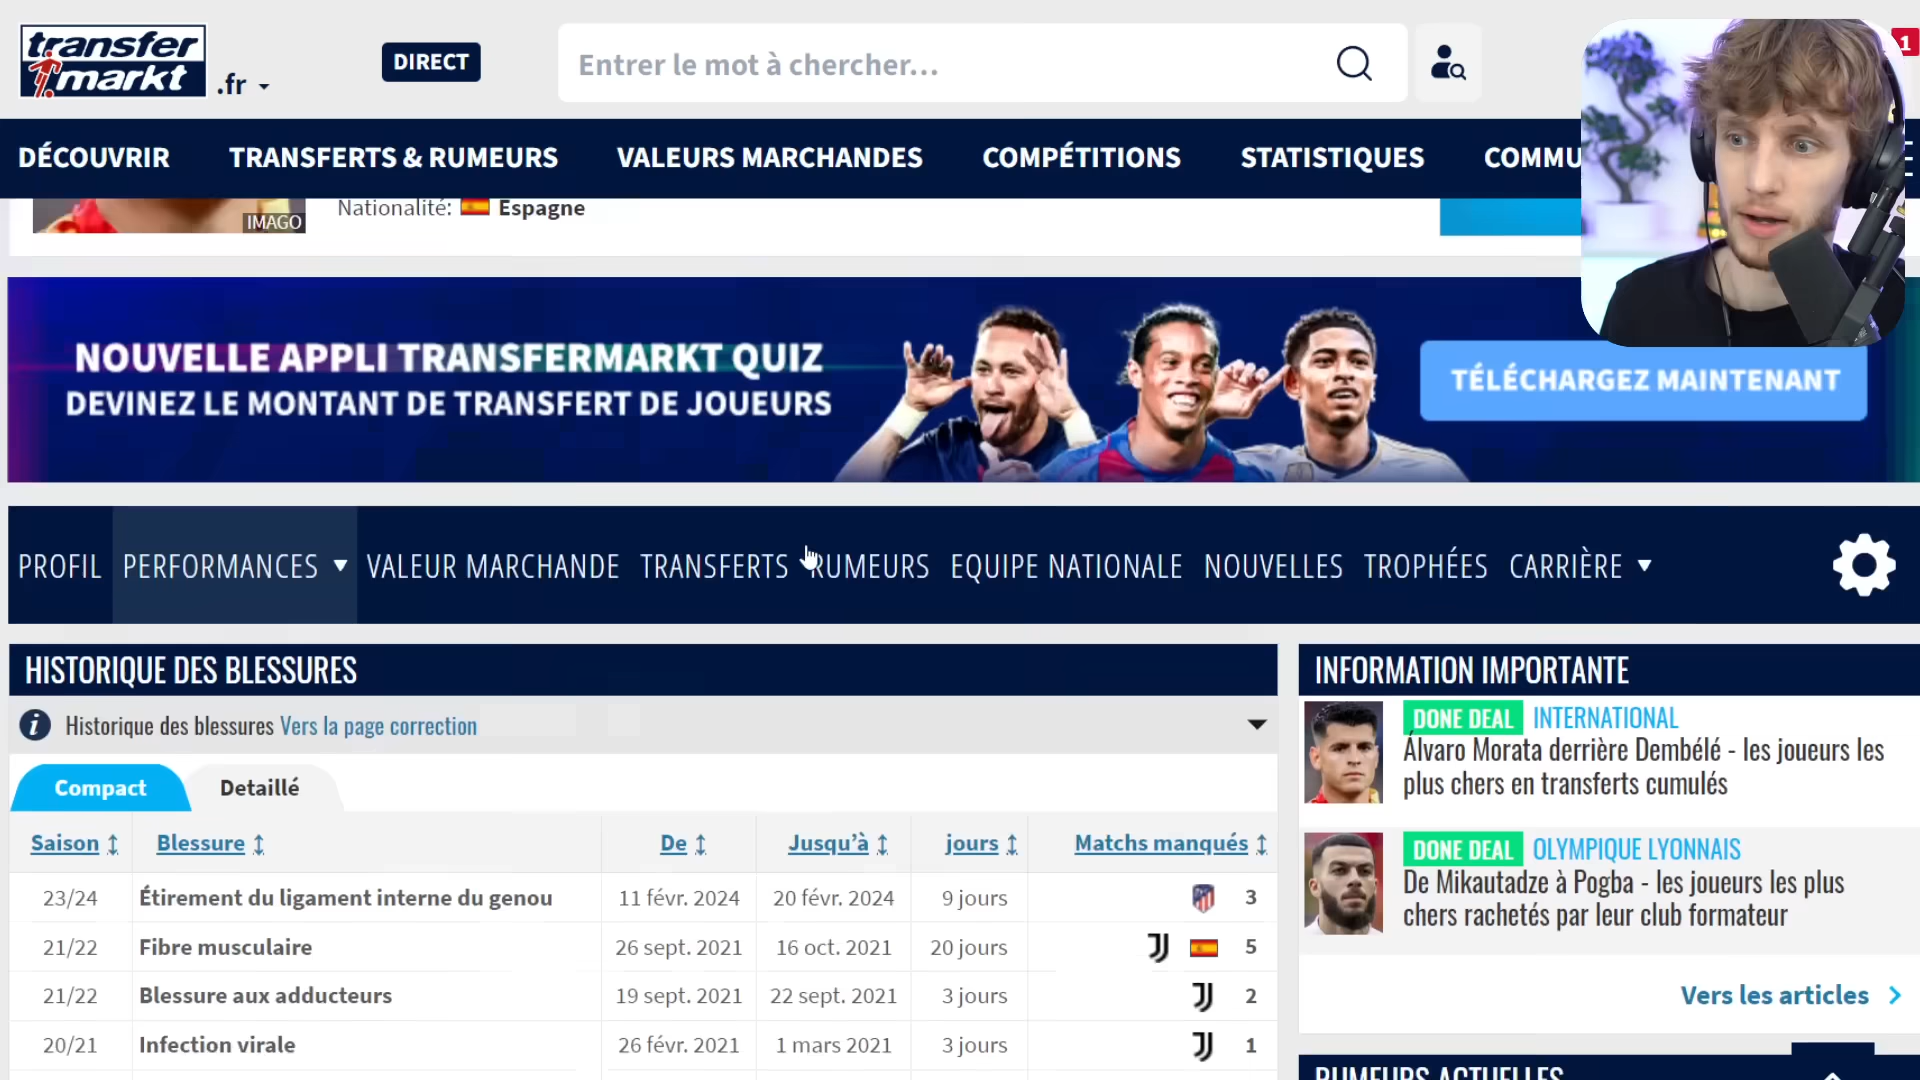 transfer
markt
.fr
DIRECT
Entrer le mot à chercher...
1
DÉCOUVRIR TRANSFERTS & RUMEURS VALEURS MARCHANDES COMPÉTITIONS STATISTIQUES COMMU
IMAGO
Nationalité: Espagne
NOUVELLE APPLI TRANSFERMARKT QUIZ
DEVINEZ LE MONTANT DE TRANSFERT DE JOUEURS
TÉLÉCHARGEZ MAINTENANT
PROFIL PERFORMANCES VALEUR MARCHANDE TRANSFERTS RUMEURS EQUIPE NATIONALE NOUVELLES TROPHÉES CARRIÈRE
HISTORIQUE DES BLESSURES
Historique des blessures Vers la page correction
Compact Detaillé
Saison Blessure De Jusqu'à jours Matchs manqués
23/24 Étirement du ligament interne du genou 11 févr. 2024 20 févr. 2024 9 jours 3
21/22 Fibre musculaire 26 sept. 2021 16 oct. 2021 20 jours 5
21/22 Blessure aux adducteurs 19 sept. 2021 22 sept. 2021 3 jours 2
20/21 Infection virale 26 févr. 2021 1 mars 2021 3 jours 1
INFORMATION IMPORTANTE
DONE DEAL INTERNATIONAL
Álvaro Morata derrière Dembélé - les joueurs les
plus chers en transferts cumulés
DONE DEAL OLYMPIQUE LYONNAIS
De Mikautadze à Pogba - les joueurs les plus
chers rachetés par leur club formateur
Vers les articles
RUMEURS ACTUELLES